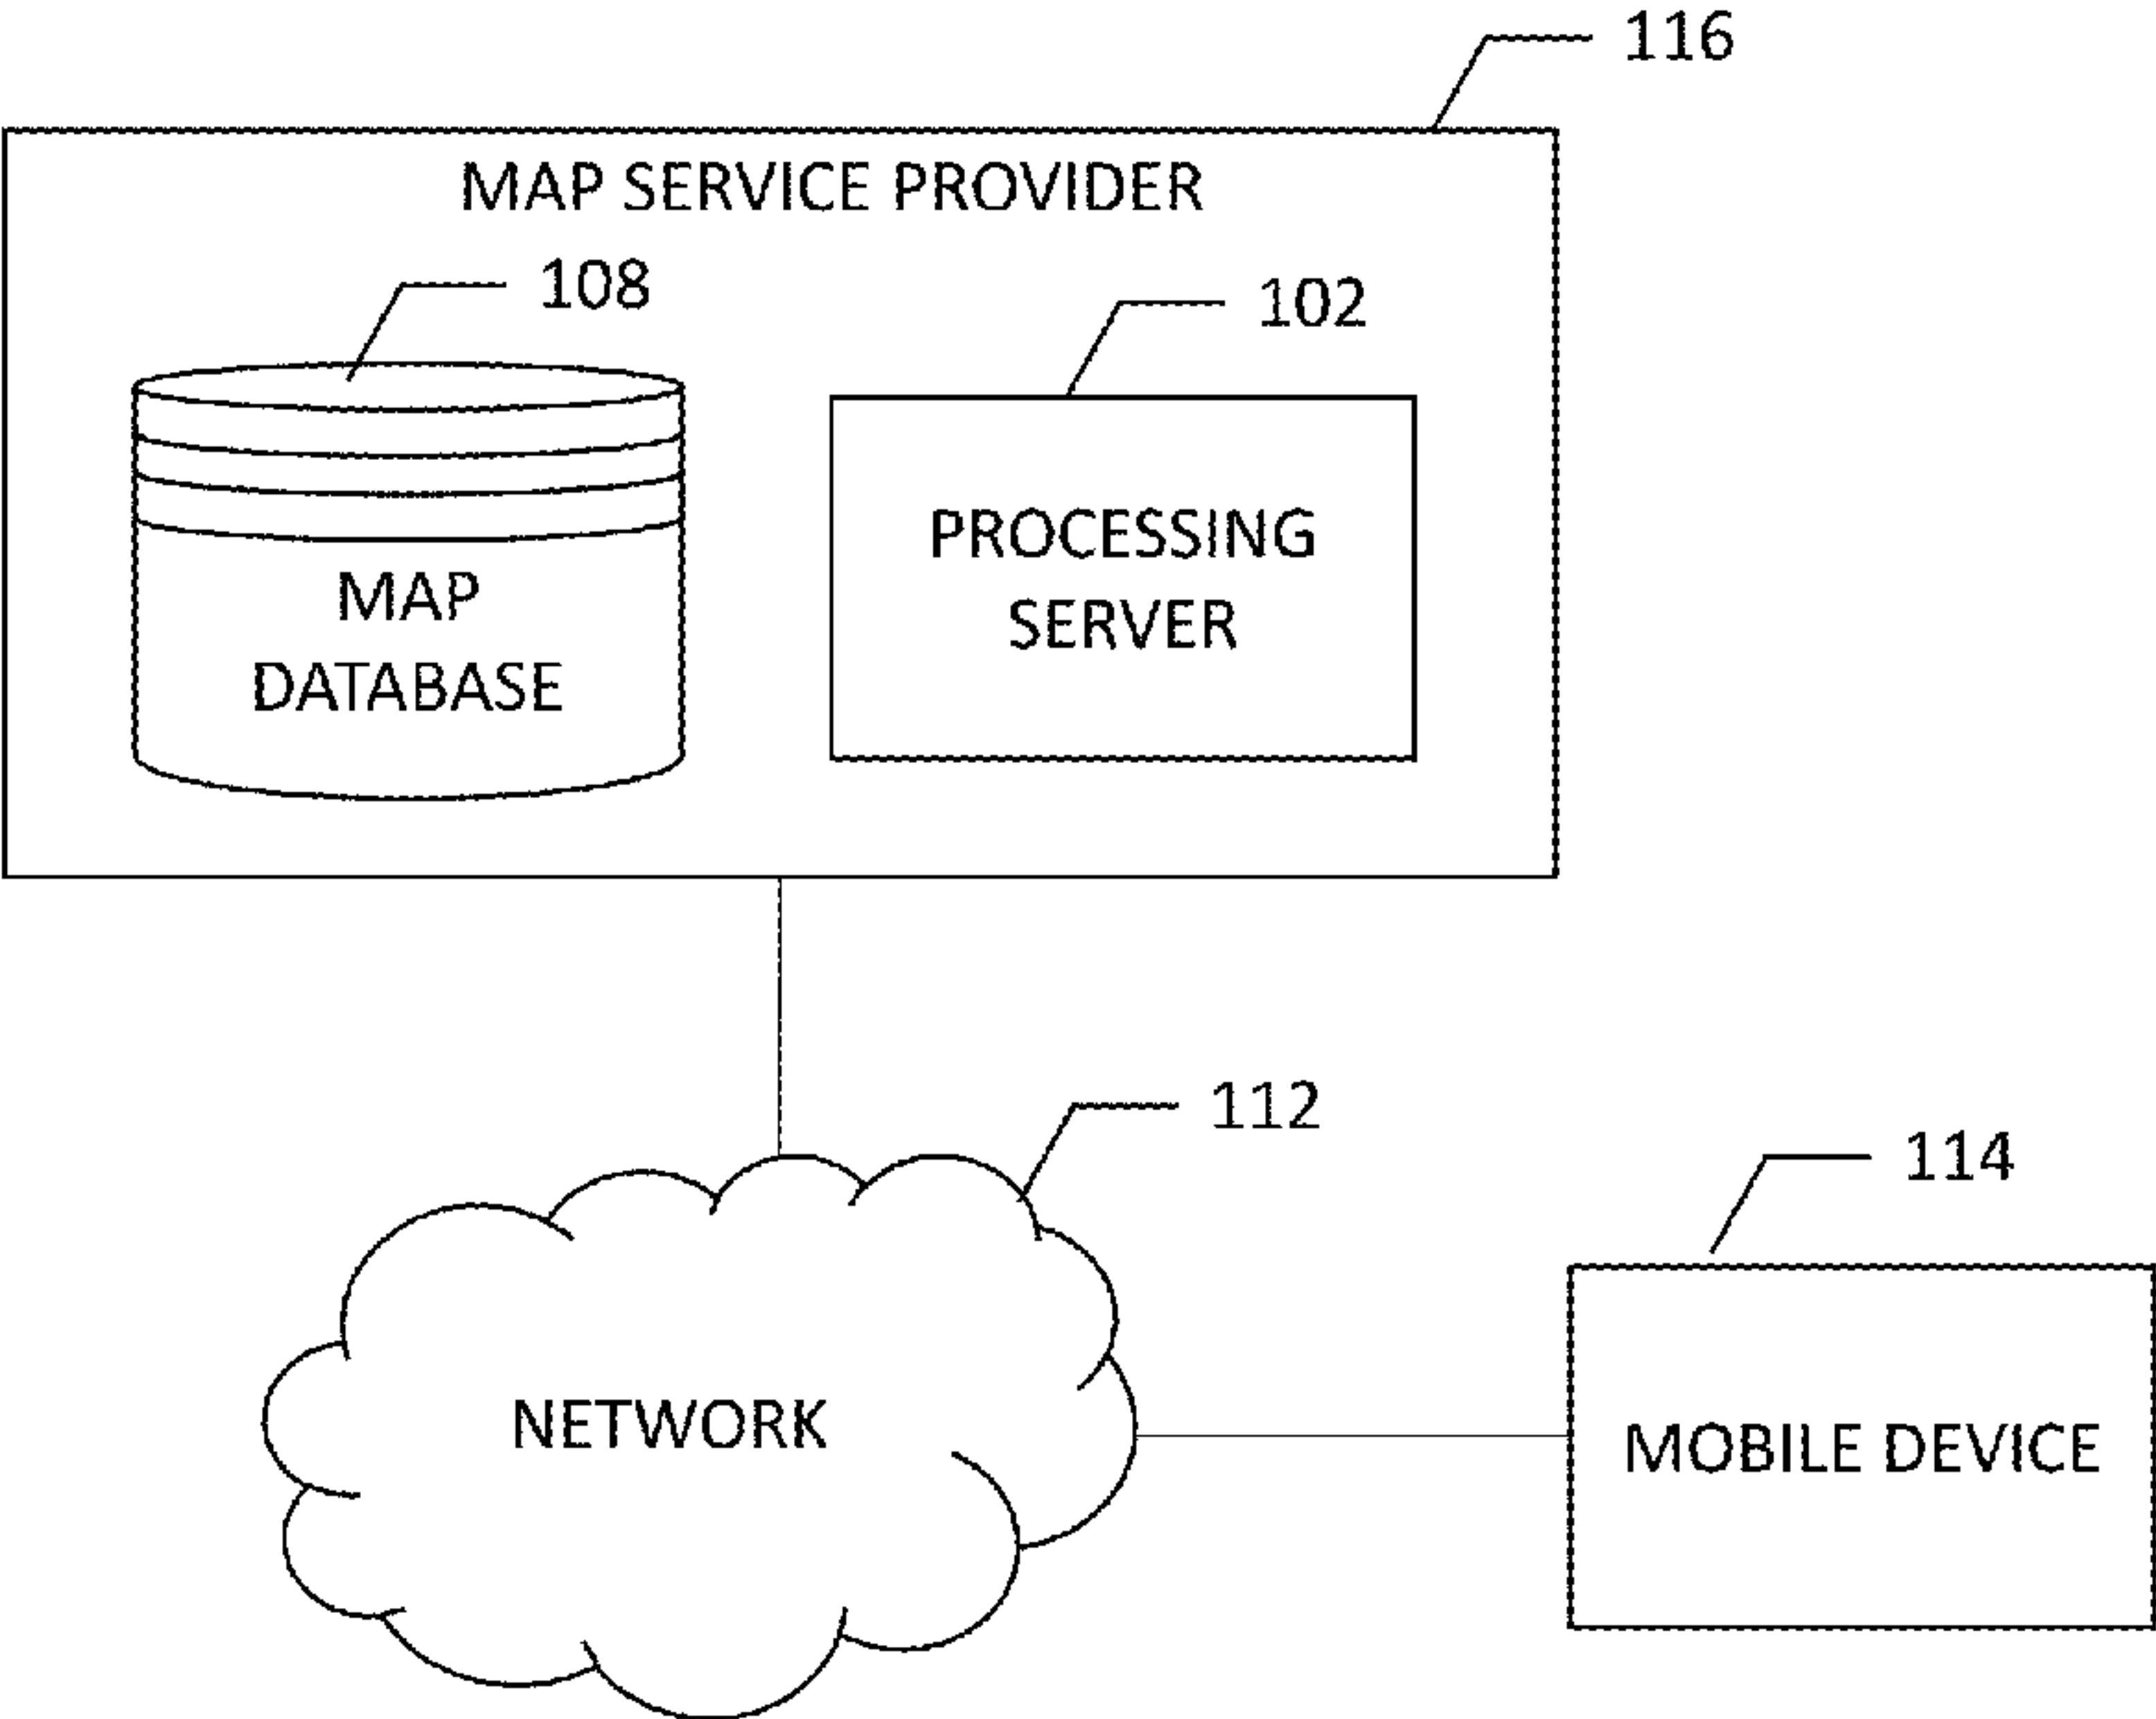 116
MAP SERVICE PROVIDER
108
102
PROCESSING
SERVER
MAP
DATABASE
112
114
NETWORK
MOBILE DEVICE